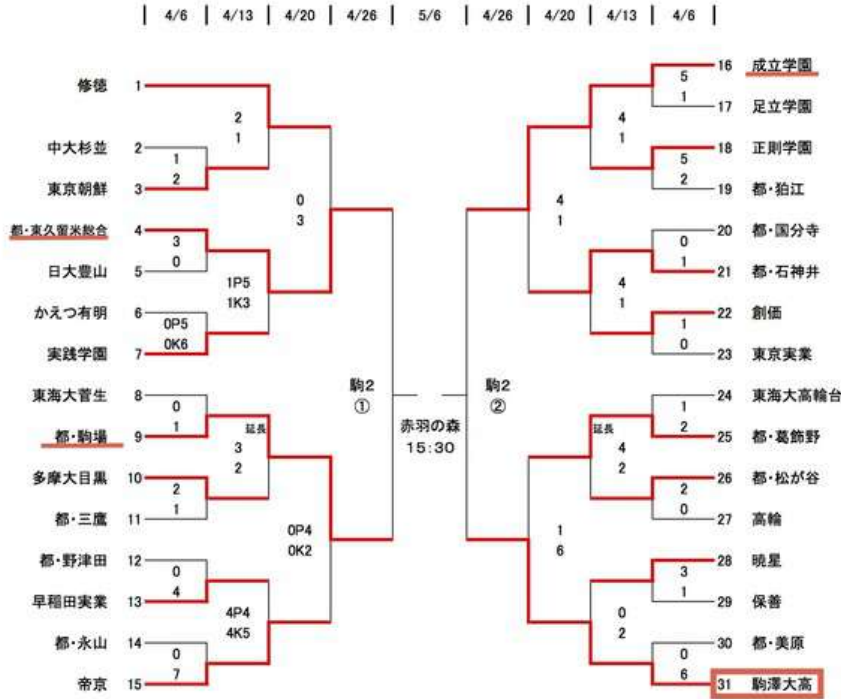 4/6 4/13 4/20 4/26 5/6 4/26 4/20 4/13 4/6
修徳 1
中大杉並 2
東京朝鮮 3
都・東久留米総合 4
日大豊山 5
かえつ有明 6
実践学園 7
東海大菅生 8
都・駒場 9
多摩大目黒 10
都・三鷹 11
都・野津田 12
早稲田実業 13
都・永山 14
帝京 15
1
2
3
0
0P5
0K6
0
1
2
1
0
4
0
7
2
1
1P5
1K3
延長
3
2
4P4
4K5
0
3
0P4
0K2
駒2
①
赤羽の森
15:30
駒2
②
4
1
1
6
4
1
4
1
延長
4
2
0
2
5
1
5
2
0
1
1
0
1
2
2
0
3
1
0
6
16 成立学園
17 足立学園
18 正則学園
19 都・狛江
20 都・国分寺
21 都・石神井
22 創価
23 東京実業
24 東海大高輪台
25 都・葛飾野
26 都・松が谷
27 高輪
28 暁星
29 保善
30 都・美原
31 駒澤大高